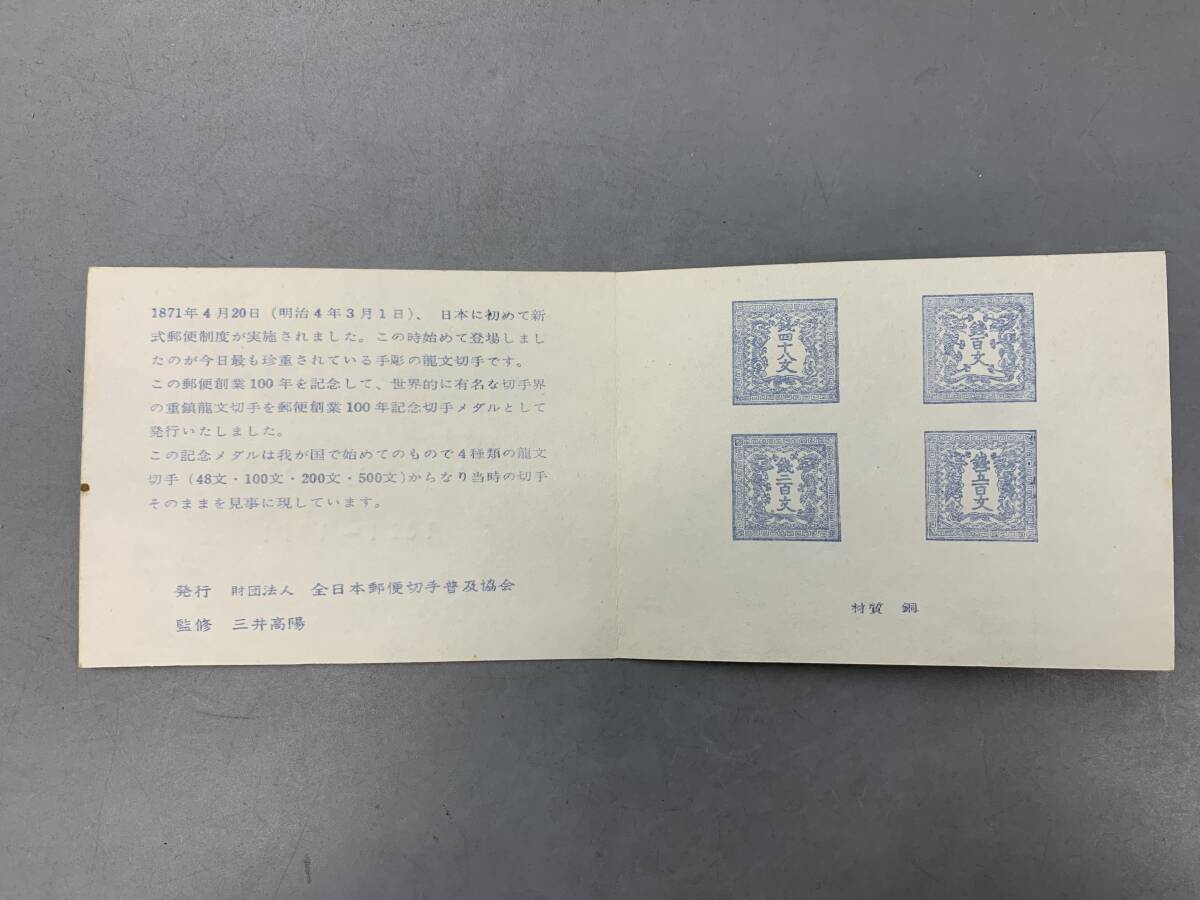 1871年4月20日（明治4年3月1日）、日本に初めて新
式郵便制度が実施されました。この時始めて登場しまし
たのが今日最も珍重されている手彫の龍文切手です。
この郵便創業100年を記念して、世界的に有名な切手界
の重鎮龍文切手を郵便創業100年記念切手メダルとして
発行いたしました。
この記念メダルは我が国で始めてのもので4種類の龍文
切手（48文・100文・200文・500文）からなり当時の切手
そのままを見事に現しています。
発行　財団法人　全日本郵便切手普及協会
監修　三井高陽
銭四十八文
銭百文
銭二百文
銭五百文
材質　銅